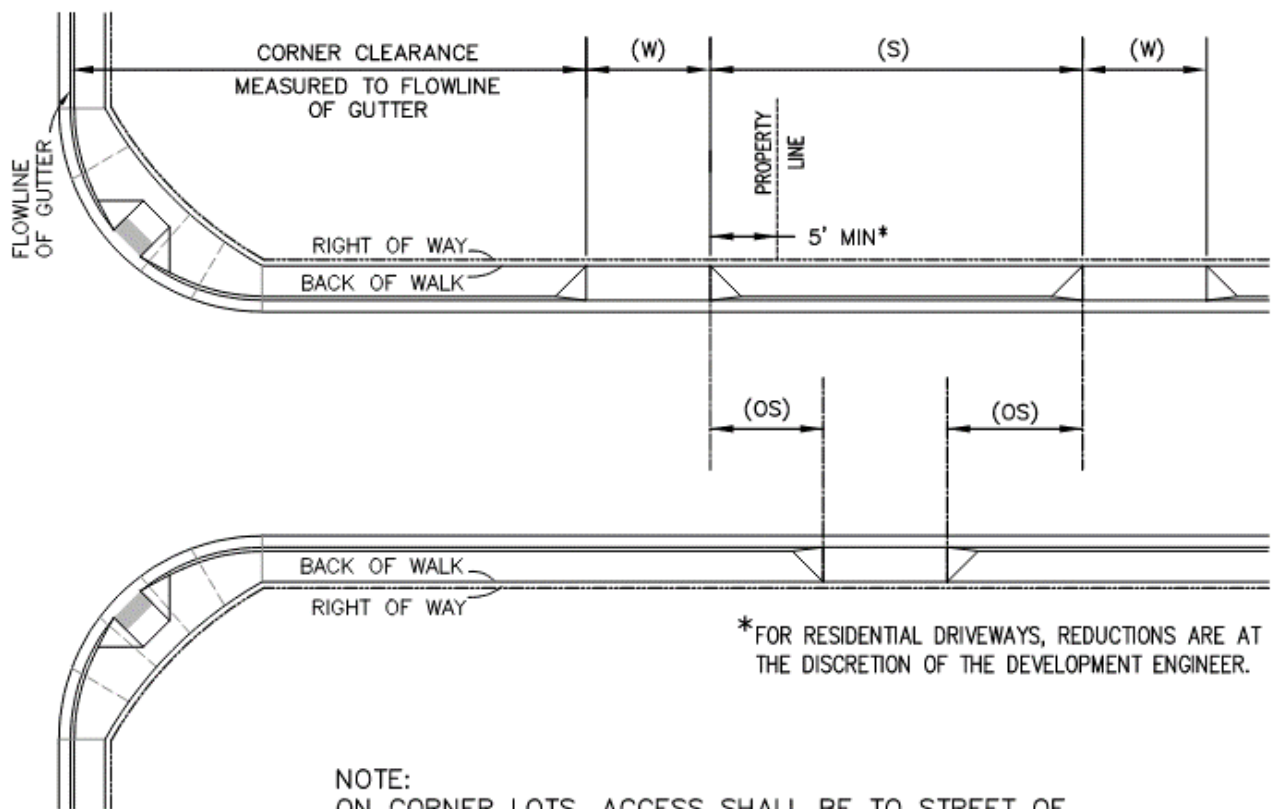 CORNER CLEARANCE
MEASURED TO FLOWLINE
OF GUTTER
(W)
(S)
(W)
PROPERTY
LINE
5' MIN*
FLOWLINE
OF GUTTER
RIGHT OF WAY
BACK OF WALK
(OS)
(OS)
BACK OF WALK
RIGHT OF WAY
*FOR RESIDENTIAL DRIVEWAYS, REDUCTIONS ARE AT
THE DISCRETION OF THE DEVELOPMENT ENGINEER.
NOTE:
ON CORNER LOTS, ACCESS SHALL BE TO STREET OF